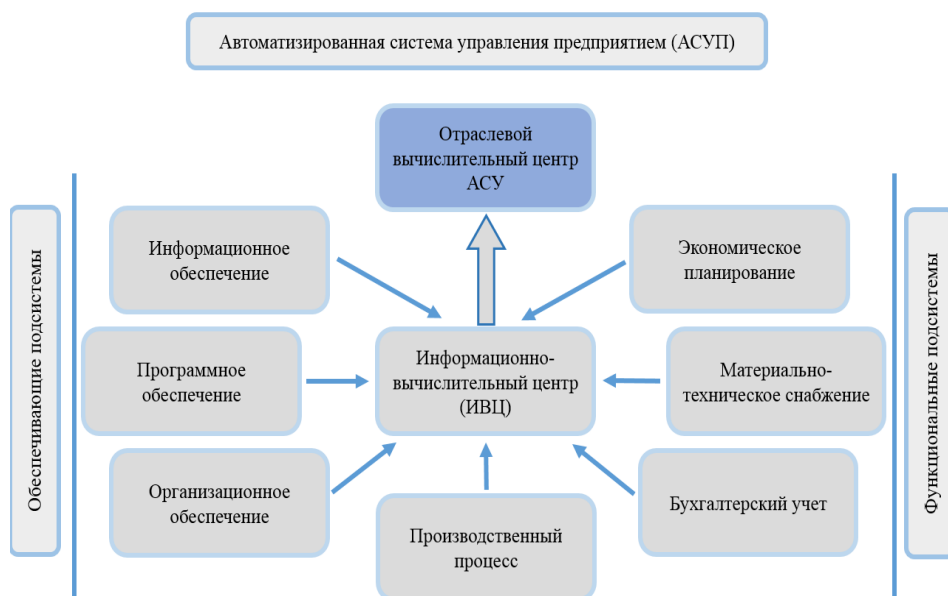 Автоматизированная система управления предприятием (АСУП)
Отраслевой
вычислительный центр
АСУ
Обеспечивающие подсистемы
Информационное
обеспечение
Экономическое
планирование
Функциональные подсистемы
Программное
обеспечение
Информационно-
вычислительный центр
(ИВЦ)
Материально-
техническое снабжение
Организационное
обеспечение
Производственный
процесс
Бухгалтерский учет